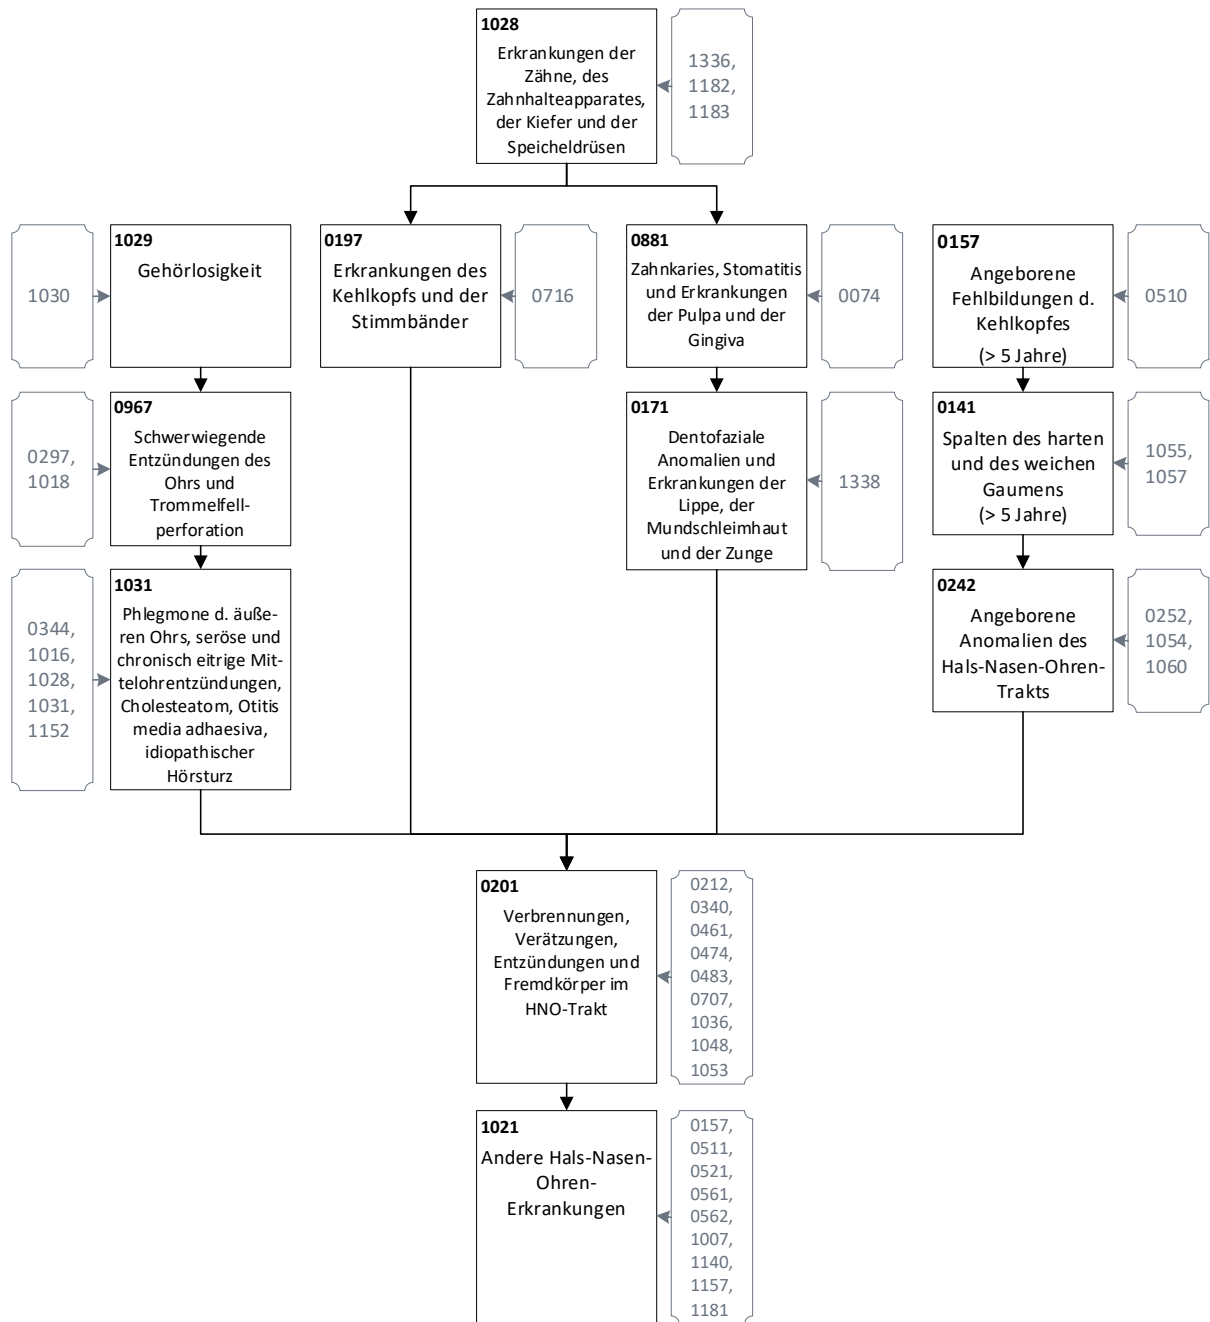 1028
Erkrankungen der
Zähne, des
Zahnhalteapparates,
der Kiefer und der
Speicheldrüsen
1336,
1182,
1183
1030
1029
Gehörlosigkeit
0197
Erkrankungen des
Kehlkopfs und der
Stimmbänder
0716
0881
Zahnkaries, Stomatitis
und Erkrankungen
der Pulpa und der
Gingiva
0074
0157
Angeborene
Fehlbildungen d.
Kehlkopfes
(> 5 Jahre)
0510
0297,
1018
0967
Schwerwiegende
Entzündungen des
Ohrs und
Trommelfell-
perforation
0171
Dentofaziale
Anomalien und
Erkrankungen der
Lippe, der
Mundschleimhaut
und der Zunge
1338
0141
Spalten des harten
und des weichen
Gaumens
(> 5 Jahre)
1055,
1057
0344,
1016,
1028,
1031,
1152
1031
Phlegmone d. äuße-
ren Ohrs, seröse und
chronisch eitrige Mit-
telohrentzündungen,
Cholesteatom, Otitis
media adhaesiva,
idiopathischer
Hörsturz
0242
Angeborene
Anomalien des
Hals-Nasen-Ohren-
Trakts
0252,
1054,
1060
0201
Verbrennungen,
Verätzungen,
Entzündungen und
Fremdkörper im
HNO-Trakt
0212,
0340,
0461,
0474,
0483,
0707,
1036,
1048,
1053
1021
Andere Hals-Nasen-
Ohren-
Erkrankungen
0157,
0511,
0521,
0561,
0562,
1007,
1140,
1157,
1181